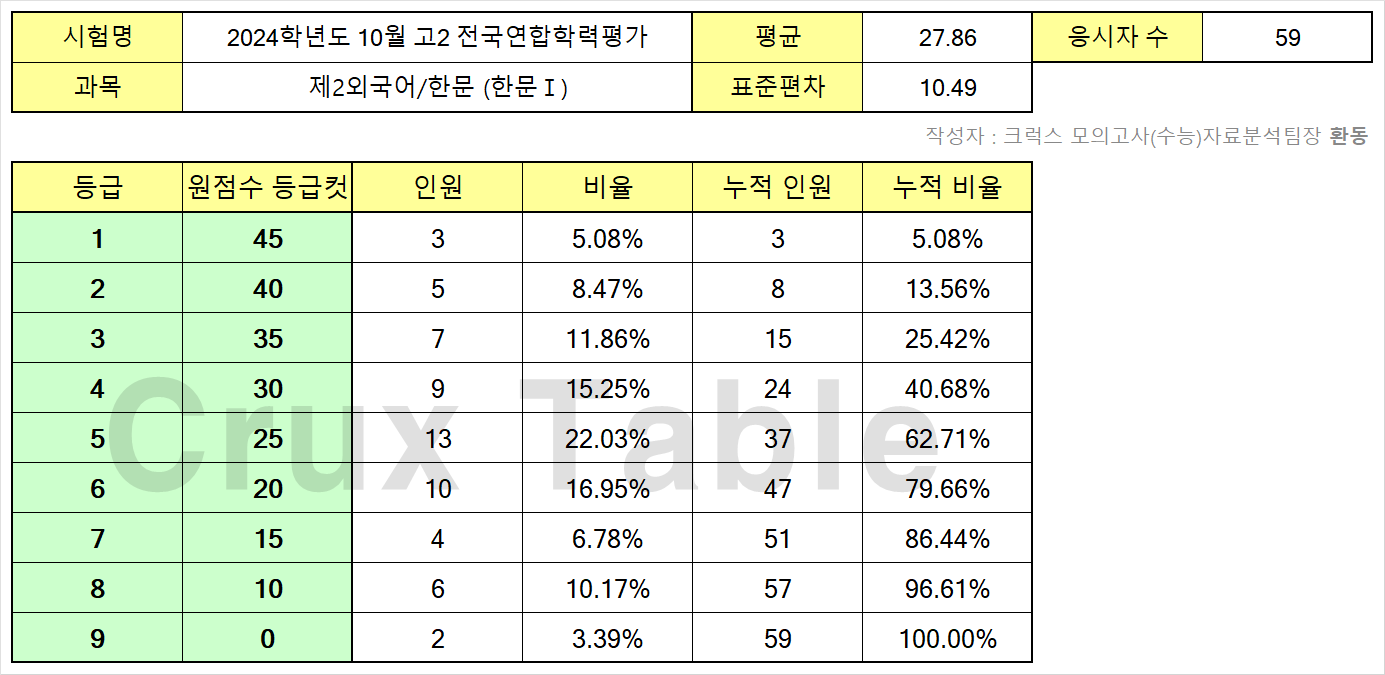 시험명 2024학년도 10월 고2 전국연합학력평가 평균 27.86 응시자 수 59
과목 제2외국어/한문 (한문Ⅰ) 표준편차 10.49
작성자 : 크럭스 모의고사(수능)자료분석팀장 환동
등급 원점수 등급컷 인원 비율 누적 인원 누적 비율
1 45 3 5.08% 3 5.08%
2 40 5 8.47% 8 13.56%
3 35 7 11.86% 15 25.42%
4 30 9 15.25% 24 40.68%
5 25 13 22.03% 37 62.71%
6 20 10 16.95% 47 79.66%
7 15 4 6.78% 51 86.44%
8 10 6 10.17% 57 96.61%
9 0 2 3.39% 59 100.00%
Crux Table